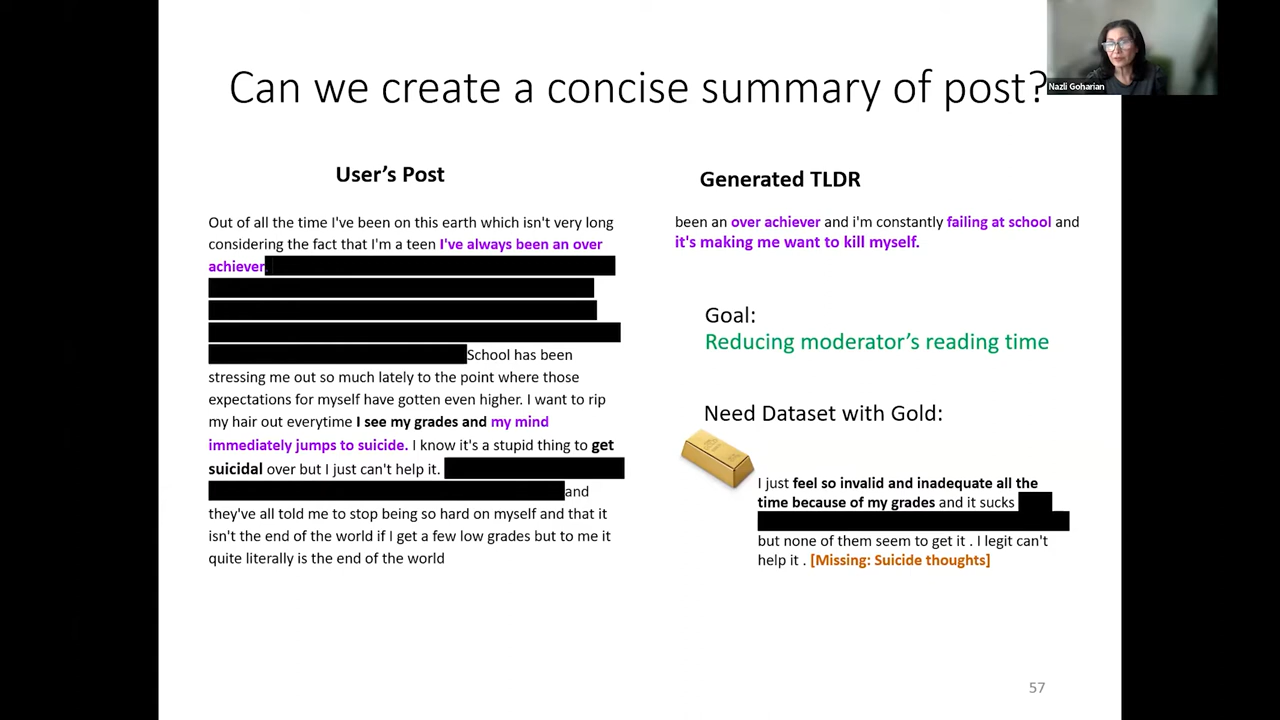 Can we create a concise summary of post?
Nazli Goharian
User's Post
Out of all the time I've been on this earth which isn't very long
considering the fact that I'm a teen I've always been an over
achiever.
School has been
stressing me out so much lately to the point where those
expectations for myself have gotten even higher. I want to rip
my hair out everytime I see my grades and my mind
immediately jumps to suicide. I know it's a stupid thing to get
suicidal over but I just can't help it.
and
they've all told me to stop being so hard on myself and that it
isn't the end of the world if I get a few low grades but to me it
quite literally is the end of the world
Generated TLDR
been an over achiever and i'm constantly failing at school and
it's making me want to kill myself.
Goal:
Reducing moderator's reading time
Need Dataset with Gold:
I just feel so invalid and inadequate all the
time because of my grades and it sucks
but none of them seem to get it . I legit can't
help it . [Missing: Suicide thoughts]
57